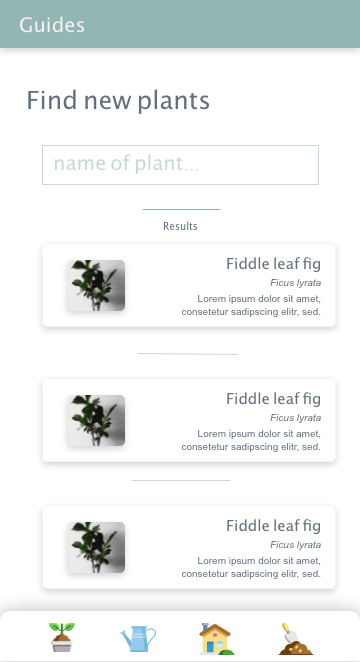 Guides
Find new plants
name of plant...
Results
Fiddle leaf fig
Ficus lyrata
Lorem ipsum dolor sit amet,
consetetur sadipscing elitr, sed.
Fiddle leaf fig
Ficus lyrata
Lorem ipsum dolor sit amet,
consetetur sadipscing elitr, sed.
Fiddle leaf fig
Ficus lyrata
Lorem ipsum dolor sit amet,
consetetur sadipscing elitr, sed.